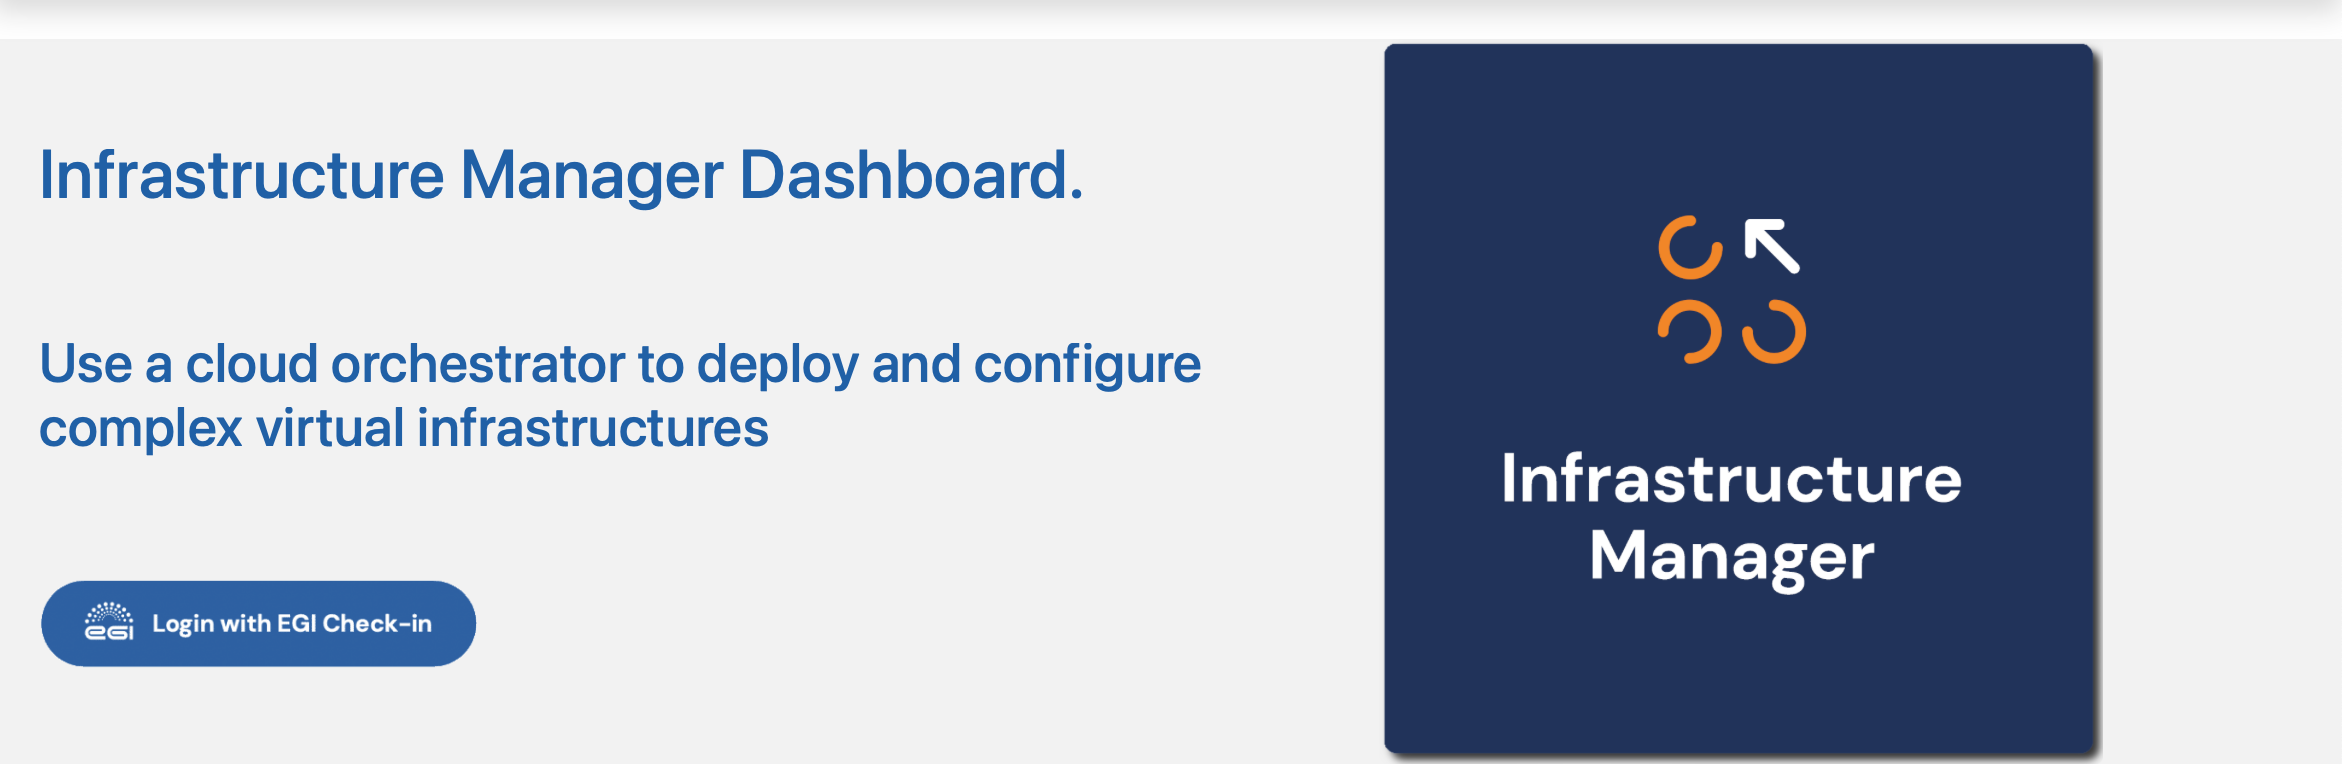 Infrastructure Manager Dashboard.
Use a cloud orchestrator to deploy and configure
complex virtual infrastructures
eGI Login with EGI Check-in
Infrastructure
Manager